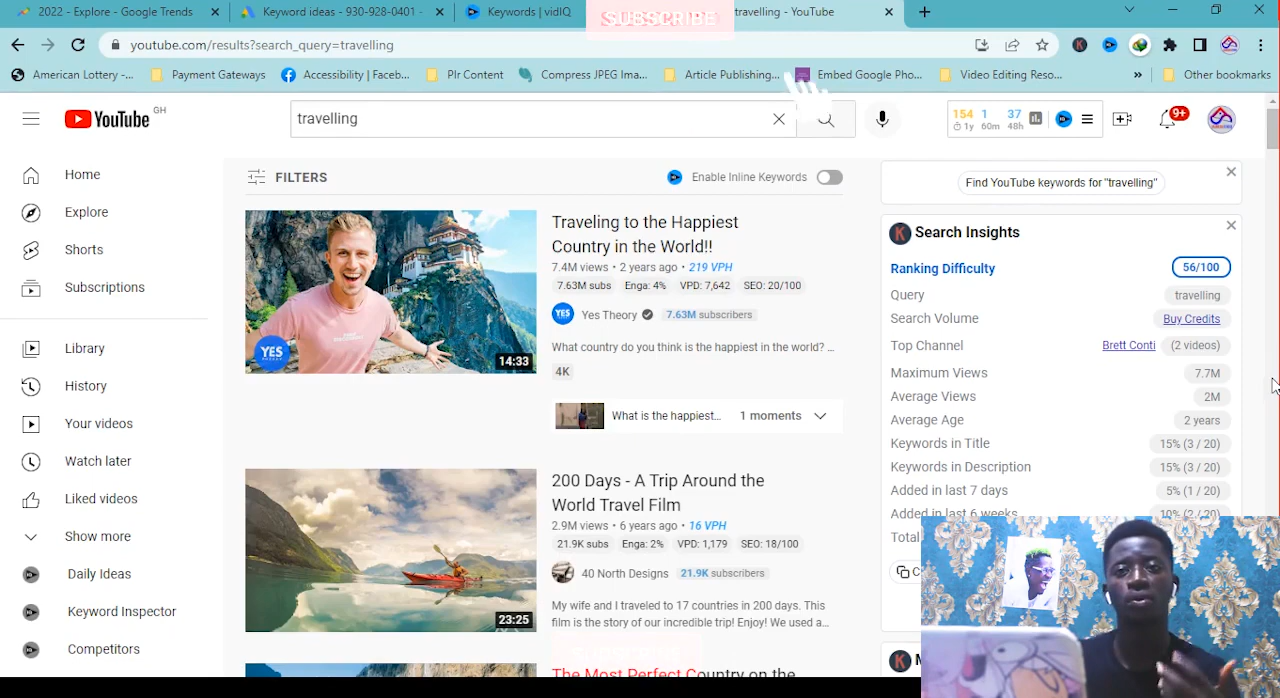 2022 - Explore - Google Trends
Keyword ideas - 930-928-0401 -
Keywords | vidIQ
travelling - YouTube
SUBSCRIBE
youtube.com/results?search_query=travelling
American Lottery -...
Payment Gateways
Accessibility | Faceb...
Plr Content
Compress JPEG Ima...
Article Publishing...
Embed Google Pho...
Video Editing Reso...
»
Other bookmarks
YouTube GH
travelling
154 1 37
1y 60m 48h
9+
Home
Explore
Shorts
Subscriptions
Library
History
Your videos
Watch later
Liked videos
Show more
Daily Ideas
Keyword Inspector
Competitors
FILTERS
Enable Inline Keywords
Traveling to the Happiest
Country in the World!!
7.4M views • 2 years ago • 219 VPH
7.63M subs Enga: 4% VPD: 7,642 SEO: 20/100
YES Yes Theory 7.63M subscribers
What country do you think is the happiest in the world? ...
4K
YES
14:33
What is the happiest... 1 moments
200 Days - A Trip Around the
World Travel Film
2.9M views • 6 years ago • 16 VPH
21.9K subs Enga: 2% VPD: 1,179 SEO: 18/100
40 North Designs 21.9K subscribers
My wife and I traveled to 17 countries in 200 days. This
film is the story of our incredible trip! Enjoy! We used a...
23:25
SUBSCRIBE
The Most Perfect Country on the
Find YouTube keywords for "travelling"
K Search Insights
Ranking Difficulty 56/100
Query travelling
Search Volume Buy Credits
Top Channel Brett Conti (2 videos)
Maximum Views 7.7M
Average Views 2M
Average Age 2 years
Keywords in Title 15% (3 / 20)
Keywords in Description 15% (3 / 20)
Added in last 7 days 5% (1 / 20)
Added in last 6 weeks 10% (2 / 20)
Total
K